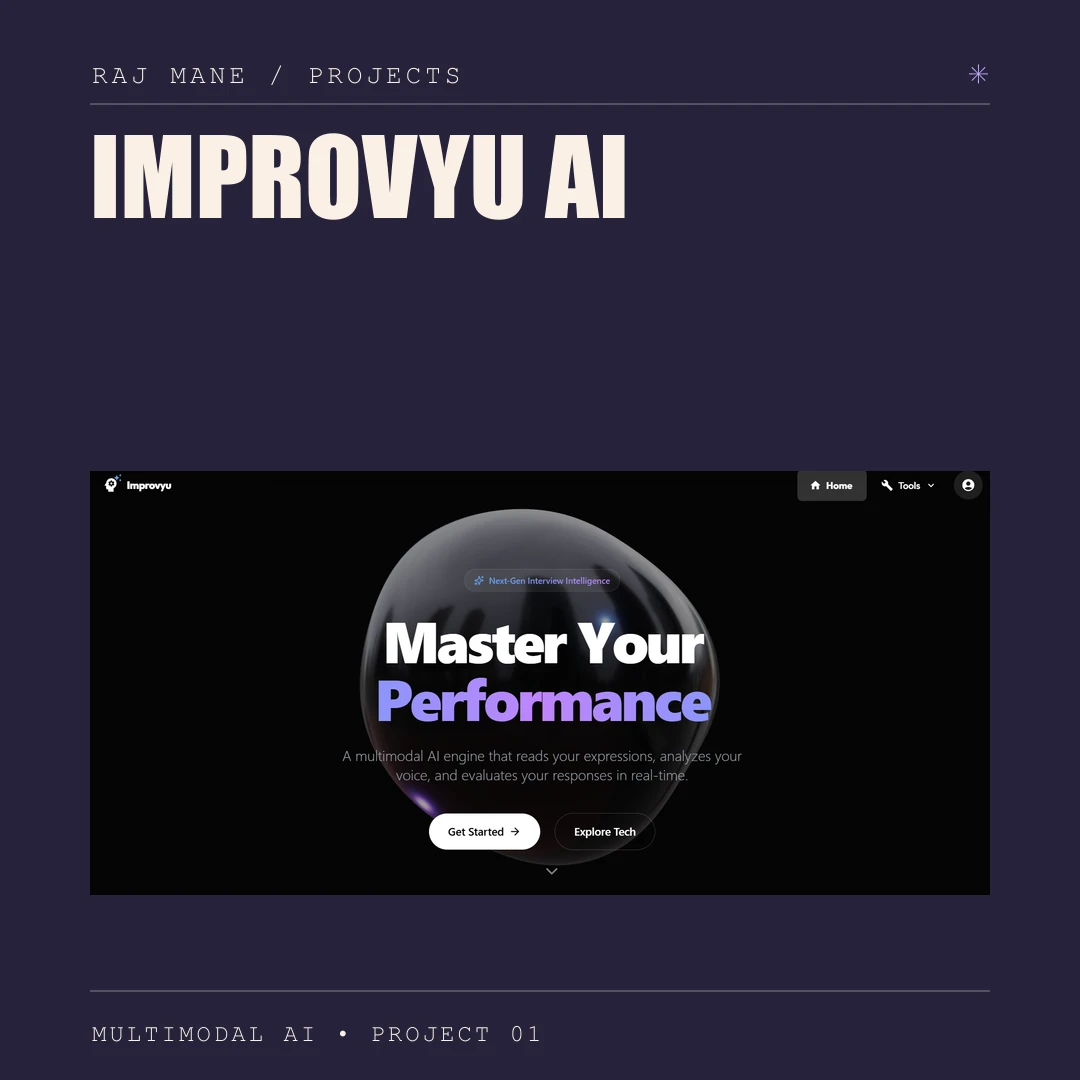 RAJ MANE / PROJECTS
IMPROVYU AI
Improvyu
Home
Tools
Next-Gen Interview Intelligence
Master Your
Performance
A multimodal AI engine that reads your expressions, analyzes your
voice, and evaluates your responses in real-time.
Get Started →
Explore Tech
MULTIMODAL AI • PROJECT 01